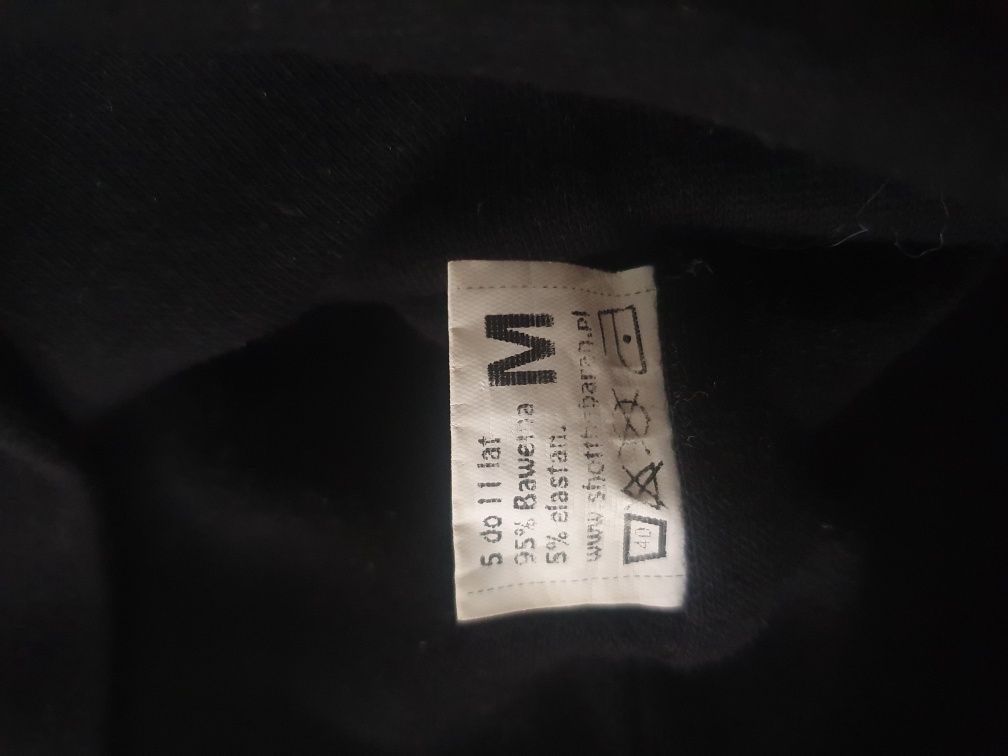 5 do 11 lat
M
95% Bawełna
5% elastan.
40